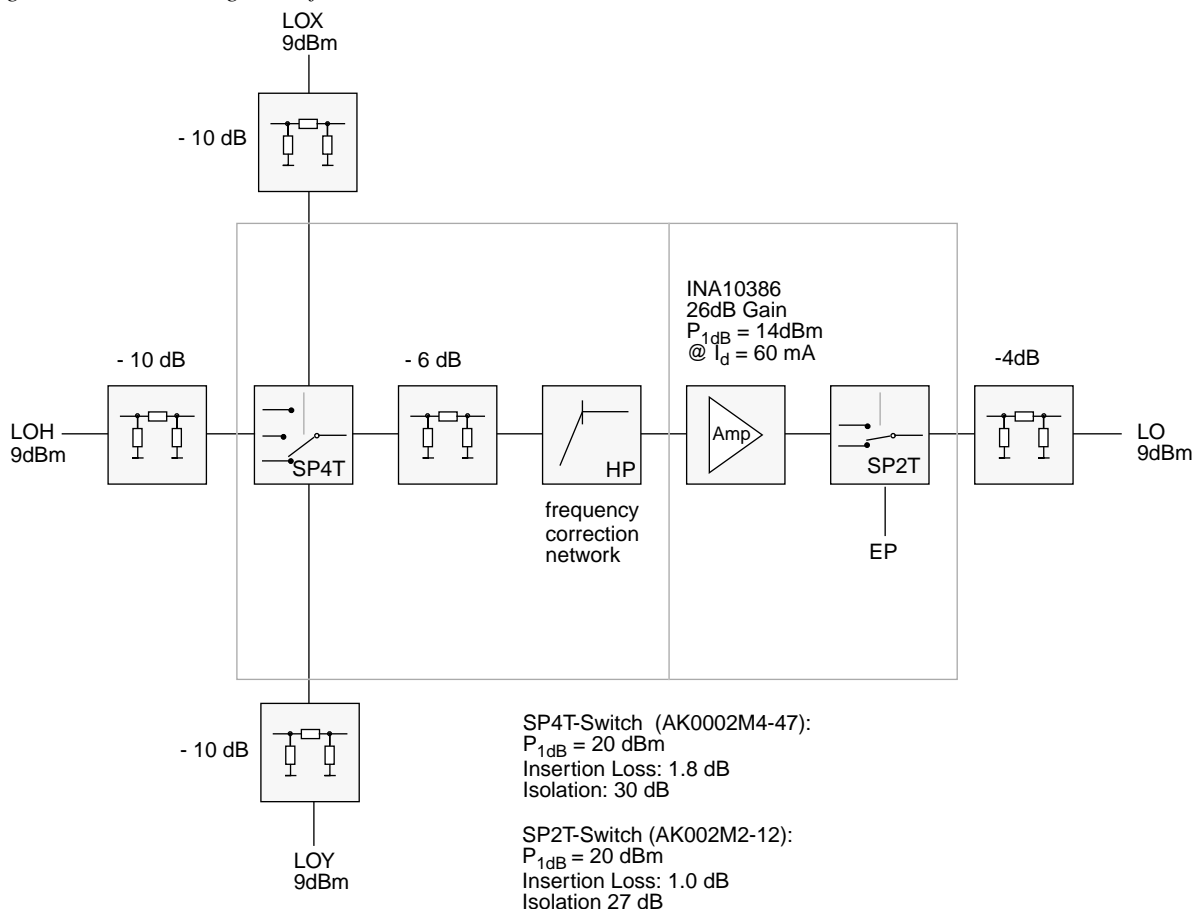 LOX
9dBm
- 10 dB
INA10386
26dB Gain
P1dB = 14dBm
@ Id = 60 mA
- 10 dB
- 6 dB
-4dB
LOH
9dBm
SP4T
HP
Amp
SP2T
LO
9dBm
frequency
correction
network
EP
- 10 dB
LOY
9dBm
SP4T-Switch (AK0002M4-47):
P1dB = 20 dBm
Insertion Loss: 1.8 dB
Isolation: 30 dB
SP2T-Switch (AK002M2-12):
P1dB = 20 dBm
Insertion Loss: 1.0 dB
Isolation 27 dB